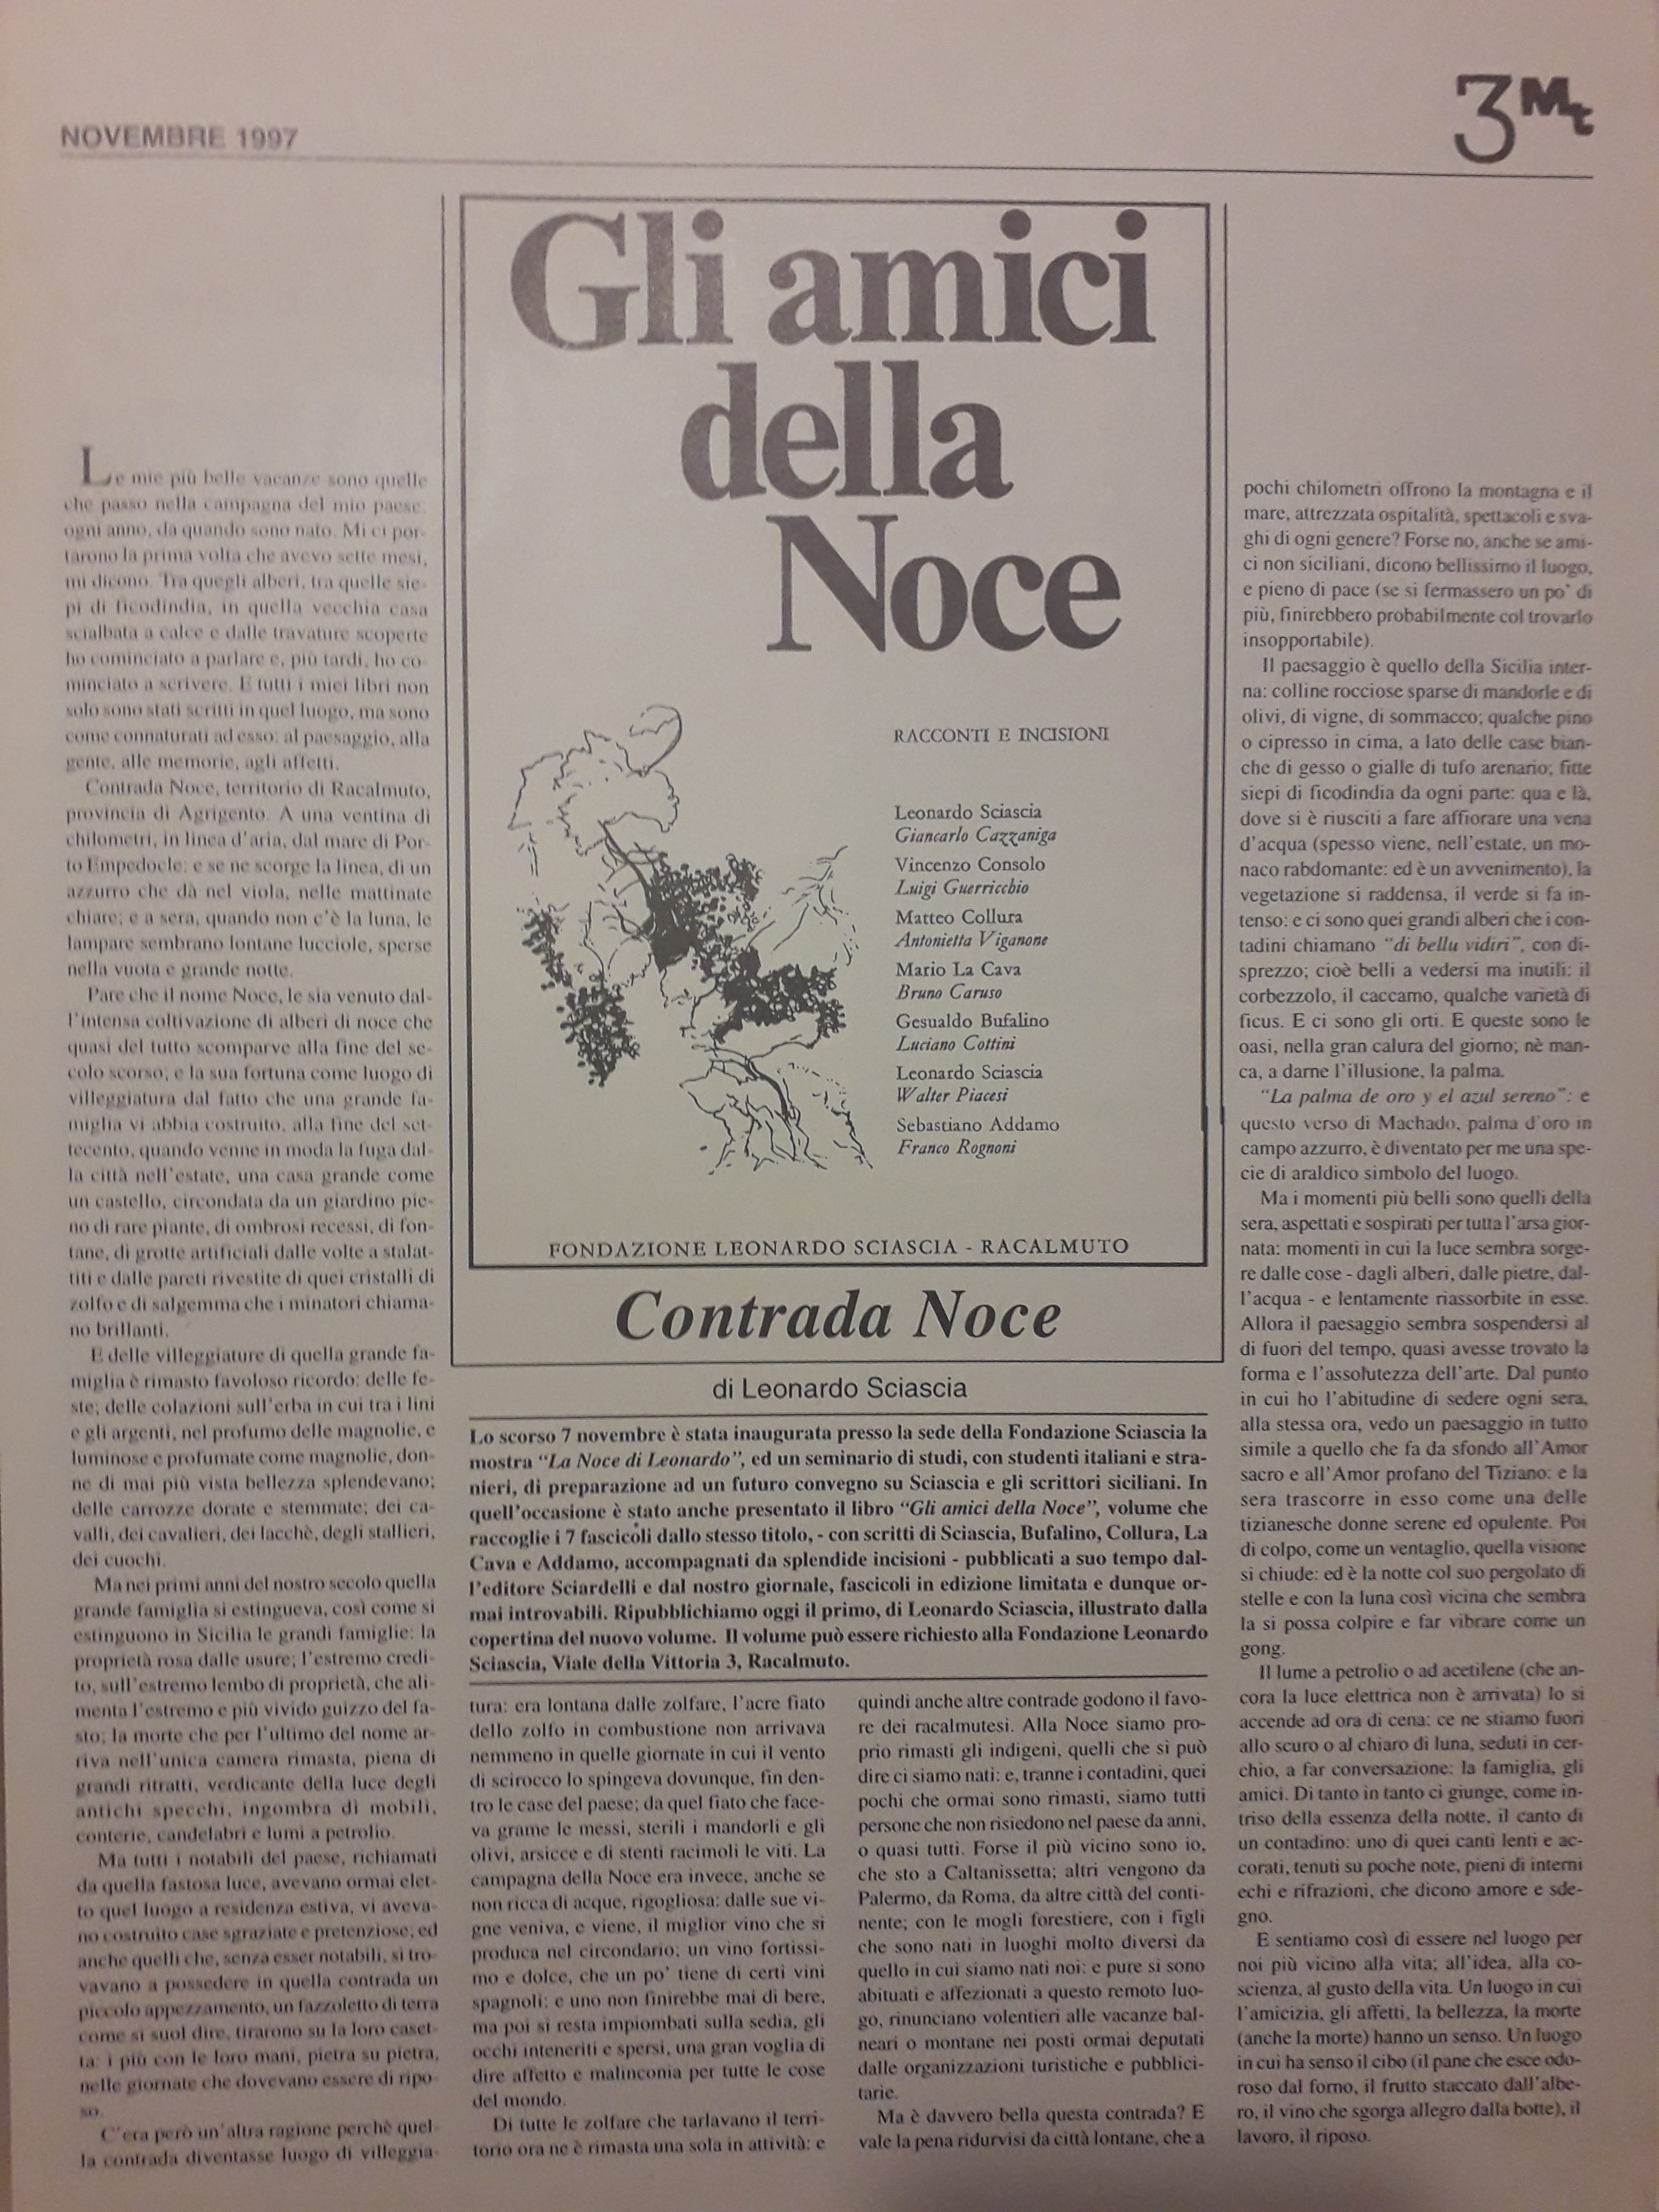 NOVEMBRE 1997
3Mt
Gli amici
della
Noce
RACCONTI E INCISIONI
Leonardo Sciascia
Giancarlo Cazzaniga
Vincenzo Consolo
Luigi Guerricchio
Matteo Collura
Antonietta Viganone
Mario La Cava
Bruno Caruso
Gesualdo Bufalino
Luciano Cottini
Leonardo Sciascia
Walter Piacesi
Sebastiano Addamo
Franco Rognoni
FONDAZIONE LEONARDO SCIASCIA - RACALMUTO
Contrada Noce
di Leonardo Sciascia
Lo scorso 7 novembre è stata inaugurata presso la sede della Fondazione Sciascia la
mostra “La Noce di Leonardo”, ed un seminario di studi, con studenti italiani e stra-
nieri, di preparazione ad un futuro convegno su Sciascia e gli scrittori siciliani. In
quell'occasione è stato anche presentato il libro “Gli amici della Noce”, volume che
raccoglie i 7 fascicoli dallo stesso titolo, - con scritti di Sciascia, Bufalino, Collura, La
Cava e Addamo, accompagnati da splendide incisioni - pubblicati a suo tempo dal-
l'editore Sciardelli e dal nostro giornale, fascicoli in edizione limitata e dunque or-
mai introvabili. Ripubblichiamo oggi il primo, di Leonardo Sciascia, illustrato dalla
copertina del nuovo volume. Il volume può essere richiesto alla Fondazione Leonardo
Sciascia, Viale della Vittoria 3, Racalmuto.
Le mie più belle vacanze sono quelle
che passo nella campagna del mio paese:
ogni anno, da quando sono nato. Mi ci por-
tarono la prima volta che avevo sette mesi,
mi dicono. Tra quegli alberi, tra quelle sie-
pi di ficodindia, in quella vecchia casa
scialbata a calce e dalle travature scoperte
ho cominciato a parlare e, più tardi, ho co-
minciato a scrivere. E tutti i miei libri non
solo sono stati scritti in quel luogo, ma sono
come connaturati ad esso: al paesaggio, alla
gente, alle memorie, agli affetti.
Contrada Noce, territorio di Racalmuto,
provincia di Agrigento. A una ventina di
chilometri, in linea d'aria, dal mare di Por-
to Empedocle: e se ne scorge la linea, di un
azzurro che dà nel viola, nelle mattinate
chiare; e a sera, quando non c'è la luna, le
lampare sembrano lontane lucciole, sperse
nella vuota e grande notte.
Pare che il nome Noce, le sia venuto dal-
l'intensa coltivazione di alberi di noce che
quasi del tutto scomparve alla fine del se-
colo scorso; e la sua fortuna come luogo di
villeggiatura dal fatto che una grande fa-
miglia vi abbia costruito, alla fine del set-
tecento, quando venne in moda la fuga dal-
la città nell'estate, una casa grande come
un castello, circondata da un giardino pie-
no di rare piante, di ombrosi recessi, di fon-
tane, di grotte artificiali dalle volte a stalat-
titi e dalle pareti rivestite di quei cristalli di
zolfo e di salgemma che i minatori chiama-
no brillanti.
E delle villeggiature di quella grande fa-
miglia è rimasto favoloso ricordo: delle fe-
ste; delle colazioni sull'erba in cui tra i lini
e gli argenti, nel profumo delle magnolie, e
luminose e profumate come magnolie, don-
ne di mai più vista bellezza splendevano;
delle carrozze dorate e stemmate; dei ca-
valli, dei cavalieri, dei lacchè, degli stallieri,
dei cuochi.
Ma nei primi anni del nostro secolo quella
grande famiglia si estingueva, così come si
estinguono in Sicilia le grandi famiglie: la
proprietà rosa dalle usure; l'estremo credi-
to, sull'estremo lembo di proprietà, che ali-
menta l'estremo e più vivido guizzo del fa-
sto; la morte che per l'ultimo del nome ar-
riva nell'unica camera rimasta, piena di
grandi ritratti, verdicante della luce degli
antichi specchi, ingombra di mobili,
conterie, candelabri e lumi a petrolio.
Ma tutti i notabili del paese, richiamati
da quella fastosa luce, avevano ormai elet-
to quel luogo a residenza estiva, vi aveva-
no costruito case sgraziate e pretenziose; ed
anche quelli che, senza esser notabili, si tro-
vavano a possedere in quella contrada un
piccolo appezzamento, un fazzoletto di terra
come si suol dire, tirarono su la loro caset-
ta: i più con le loro mani, pietra su pietra,
nelle giornate che dovevano essere di ripo-
so.
C'era però un'altra ragione perchè quel-
la contrada diventasse luogo di villeggia-
tura: era lontana dalle zolfare, l'acre fiato
dello zolfo in combustione non arrivava
nemmeno in quelle giornate in cui il vento
di scirocco lo spingeva dovunque, fin den-
tro le case del paese; da quel fiato che face-
va grame le messi, sterili i mandorli e gli
olivi, arsicce e di stenti racimoli le viti. La
campagna della Noce era invece, anche se
non ricca di acque, rigogliosa: dalle sue vi-
gne veniva, e viene, il miglior vino che si
produca nel circondario; un vino fortissi-
mo e dolce, che un po' tiene di certi vini
spagnoli: e uno non finirebbe mai di bere,
ma poi si resta impiombati sulla sedia, gli
occhi inteneriti e spersi, una gran voglia di
dire affetto e malinconia per tutte le cose
del mondo.
Di tutte le zolfare che tarlavano il terri-
torio ora ne è rimasta una sola in attività: e
quindi anche altre contrade godono il favo-
re dei racalmutesi. Alla Noce siamo pro-
prio rimasti gli indigeni, quelli che si può
dire ci siamo nati: e, tranne i contadini, quei
pochi che ormai sono rimasti, siamo tutti
persone che non risiedono nel paese da anni,
o quasi tutti. Forse il più vicino sono io,
che sto a Caltanissetta; altri vengono da
Palermo, da Roma, da altre città del conti-
nente; con le mogli forestiere, con i figli
che sono nati in luoghi molto diversi da
quello in cui siamo nati noi: e pure si sono
abituati e affezionati a questo remoto luo-
go, rinunciano volentieri alle vacanze bal-
neari o montane nei posti ormai deputati
dalle organizzazioni turistiche e pubblici-
tarie.
Ma è davvero bella questa contrada? E
vale la pena ridurvisi da città lontane, che a
pochi chilometri offrono la montagna e il
mare, attrezzata ospitalità, spettacoli e sva-
ghi di ogni genere? Forse no, anche se ami-
ci non siciliani, dicono bellissimo il luogo,
e pieno di pace (se si fermassero un po' di
più, finirebbero probabilmente col trovarlo
insopportabile).
Il paesaggio è quello della Sicilia inter-
na: colline rocciose sparse di mandorle e di
olivi, di vigne, di sommacco; qualche pino
o cipresso in cima, a lato delle case bian-
che di gesso o gialle di tufo arenario; fitte
siepi di ficodindia da ogni parte: qua e là,
dove si è riusciti a fare affiorare una vena
d'acqua (spesso viene, nell'estate, un mo-
naco rabdomante: ed è un avvenimento), la
vegetazione si raddensa, il verde si fa in-
tenso: e ci sono quei grandi alberi che i con-
tadini chiamano “di bellu vidiri”, con di-
sprezzo; cioè belli a vedersi ma inutili: il
corbezzolo, il caccamo, qualche varietà di
ficus. E ci sono gli orti. E queste sono le
oasi, nella gran calura del giorno; nè man-
ca, a darne l'illusione, la palma.
“La palma de oro y el azul sereno”: e
questo verso di Machado, palma d'oro in
campo azzurro, è diventato per me una spe-
cie di araldico simbolo del luogo.
Ma i momenti più belli sono quelli della
sera, aspettati e sospirati per tutta l'arsa gior-
nata: momenti in cui la luce sembra sorge-
re dalle cose - dagli alberi, dalle pietre, dal-
l'acqua - e lentamente riassorbite in esse.
Allora il paesaggio sembra sospendersi al
di fuori del tempo, quasi avesse trovato la
forma e l'assolutezza dell'arte. Dal punto
in cui ho l'abitudine di sedere ogni sera,
alla stessa ora, vedo un paesaggio in tutto
simile a quello che fa da sfondo all'Amor
sacro e all'Amor profano del Tiziano: e la
sera trascorre in esso come una delle
tizianesche donne serene ed opulente. Poi
di colpo, come un ventaglio, quella visione
si chiude: ed è la notte col suo pergolato di
stelle e con la luna così vicina che sembra
la si possa colpire e far vibrare come un
gong.
Il lume a petrolio o ad acetilene (che an-
cora la luce elettrica non è arrivata) lo si
accende ad ora di cena: ce ne stiamo fuori
allo scuro o al chiaro di luna, seduti in cer-
chio, a far conversazione: la famiglia, gli
amici. Di tanto in tanto ci giunge, come in-
triso della essenza della notte, il canto di
un contadino: uno di quei canti lenti e ac-
corati, tenuti su poche note, pieni di interni
echi e rifrazioni, che dicono amore e sde-
gno.
E sentiamo così di essere nel luogo per
noi più vicino alla vita; all'idea, alla co-
scienza, al gusto della vita. Un luogo in cui
l'amicizia, gli affetti, la bellezza, la morte
(anche la morte) hanno un senso. Un luogo
in cui ha senso il cibo (il pane che esce odo-
roso dal forno, il frutto staccato dall'albe-
ro, il vino che sgorga allegro dalla botte), il
lavoro, il riposo.